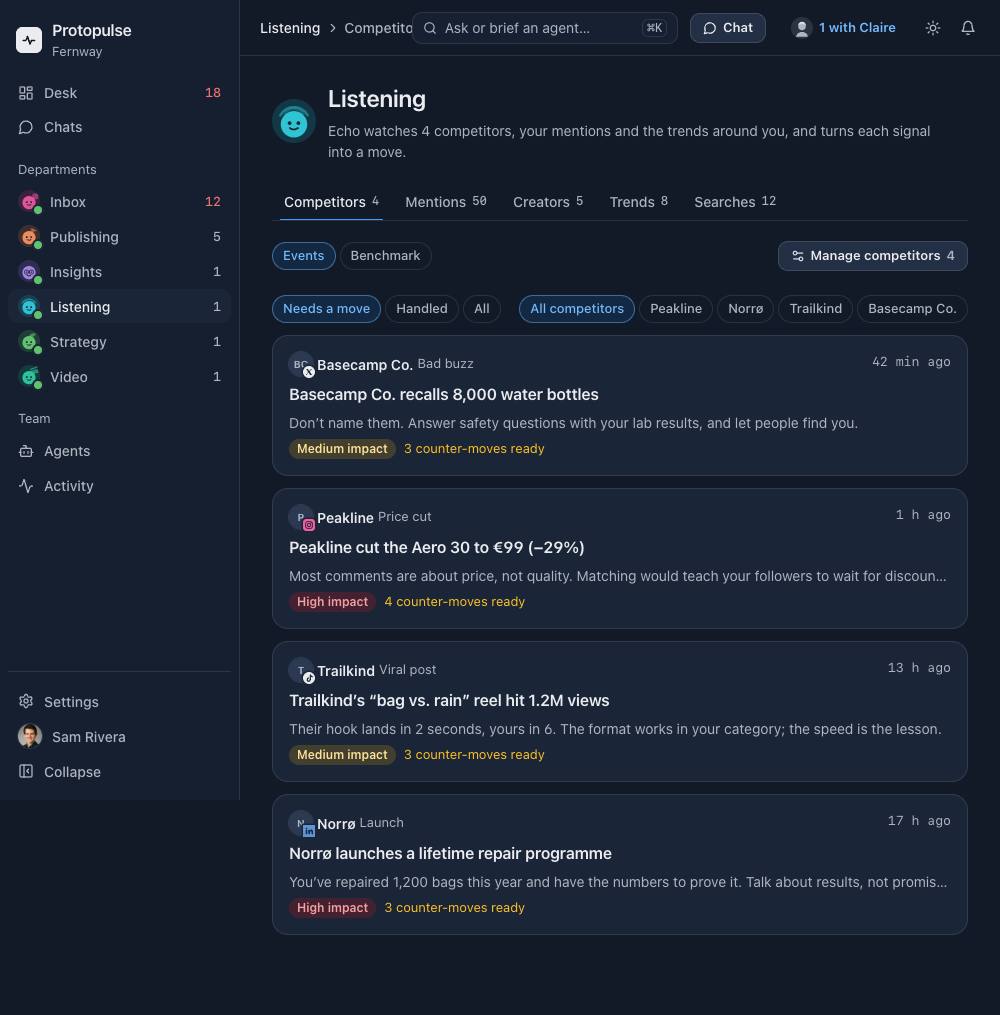 Protopulse
Fernway
Desk 18
Chats
Departments
Inbox 12
Publishing 5
Insights 1
Listening 1
Strategy 1
Video 1
Team
Agents
Activity
Settings
Sam Rivera
Collapse
Listening > Competito
Ask or brief an agent... ⌘K
Chat
1 with Claire
Listening
Echo watches 4 competitors, your mentions and the trends around you, and turns each signal
into a move.
Competitors 4 Mentions 50 Creators 5 Trends 8 Searches 12
Events Benchmark
Manage competitors 4
Needs a move Handled All All competitors Peakline Norrø Trailkind Basecamp Co.
BC Basecamp Co. Bad buzz 42 min ago
Basecamp Co. recalls 8,000 water bottles
Don’t name them. Answer safety questions with your lab results, and let people find you.
Medium impact 3 counter-moves ready
P Peakline Price cut 1 h ago
Peakline cut the Aero 30 to €99 (−29%)
Most comments are about price, not quality. Matching would teach your followers to wait for discoun...
High impact 4 counter-moves ready
T Trailkind Viral post 13 h ago
Trailkind’s “bag vs. rain” reel hit 1.2M views
Their hook lands in 2 seconds, yours in 6. The format works in your category; the speed is the lesson.
Medium impact 3 counter-moves ready
N Norrø Launch 17 h ago
Norrø launches a lifetime repair programme
You’ve repaired 1,200 bags this year and have the numbers to prove it. Talk about results, not promis...
High impact 3 counter-moves ready